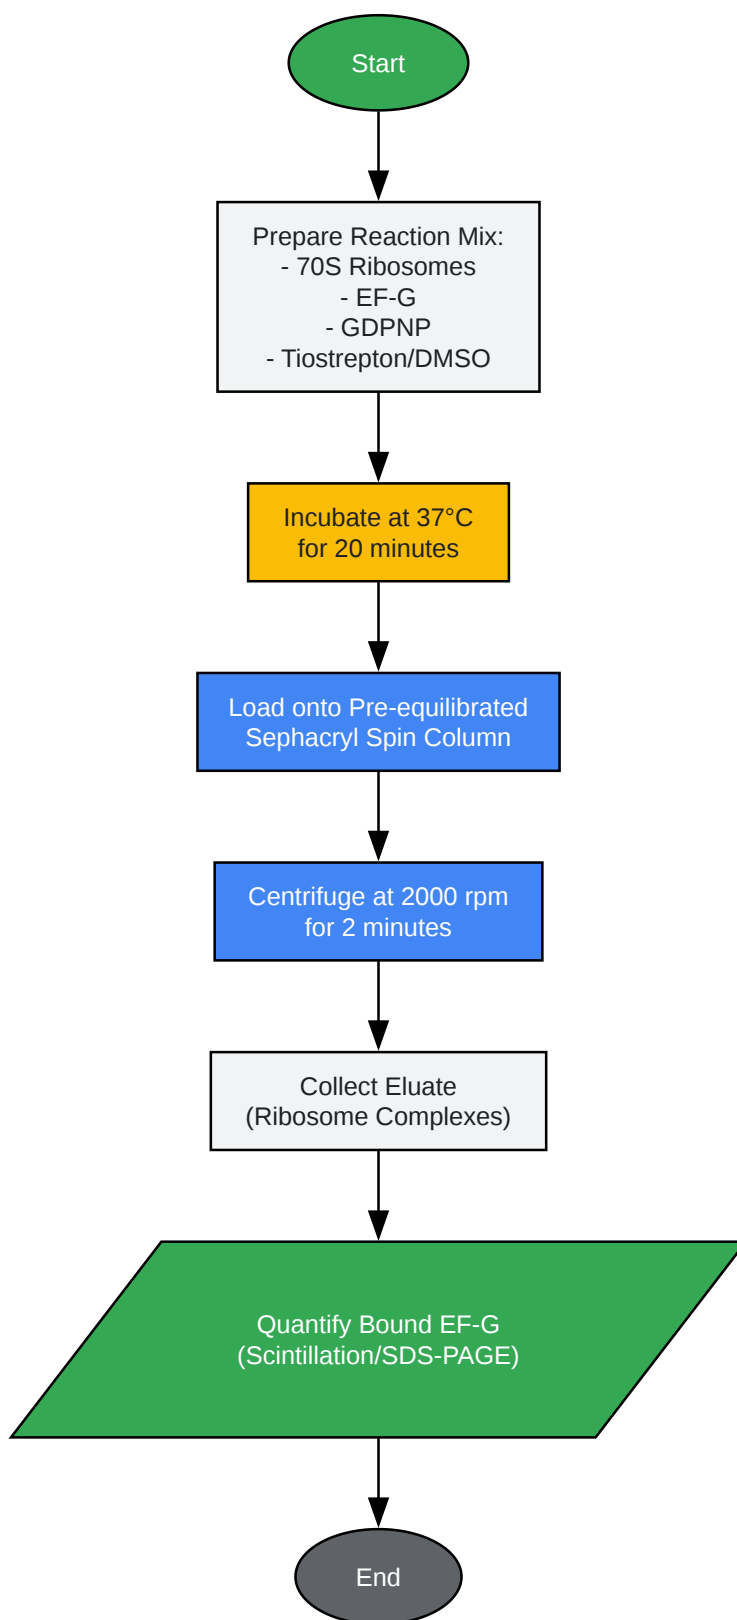 Start
Prepare Reaction Mix:
- 70S Ribosomes
- EF-G
- GDPNP
- Tiostrepton/DMSO
Incubate at 37°C
for 20 minutes
Load onto Pre-equilibrated
Sephacryl Spin Column
Centrifuge at 2000 rpm
for 2 minutes
Collect Eluate
(Ribosome Complexes)
Quantify Bound EF-G
(Scintillation/SDS-PAGE)
End